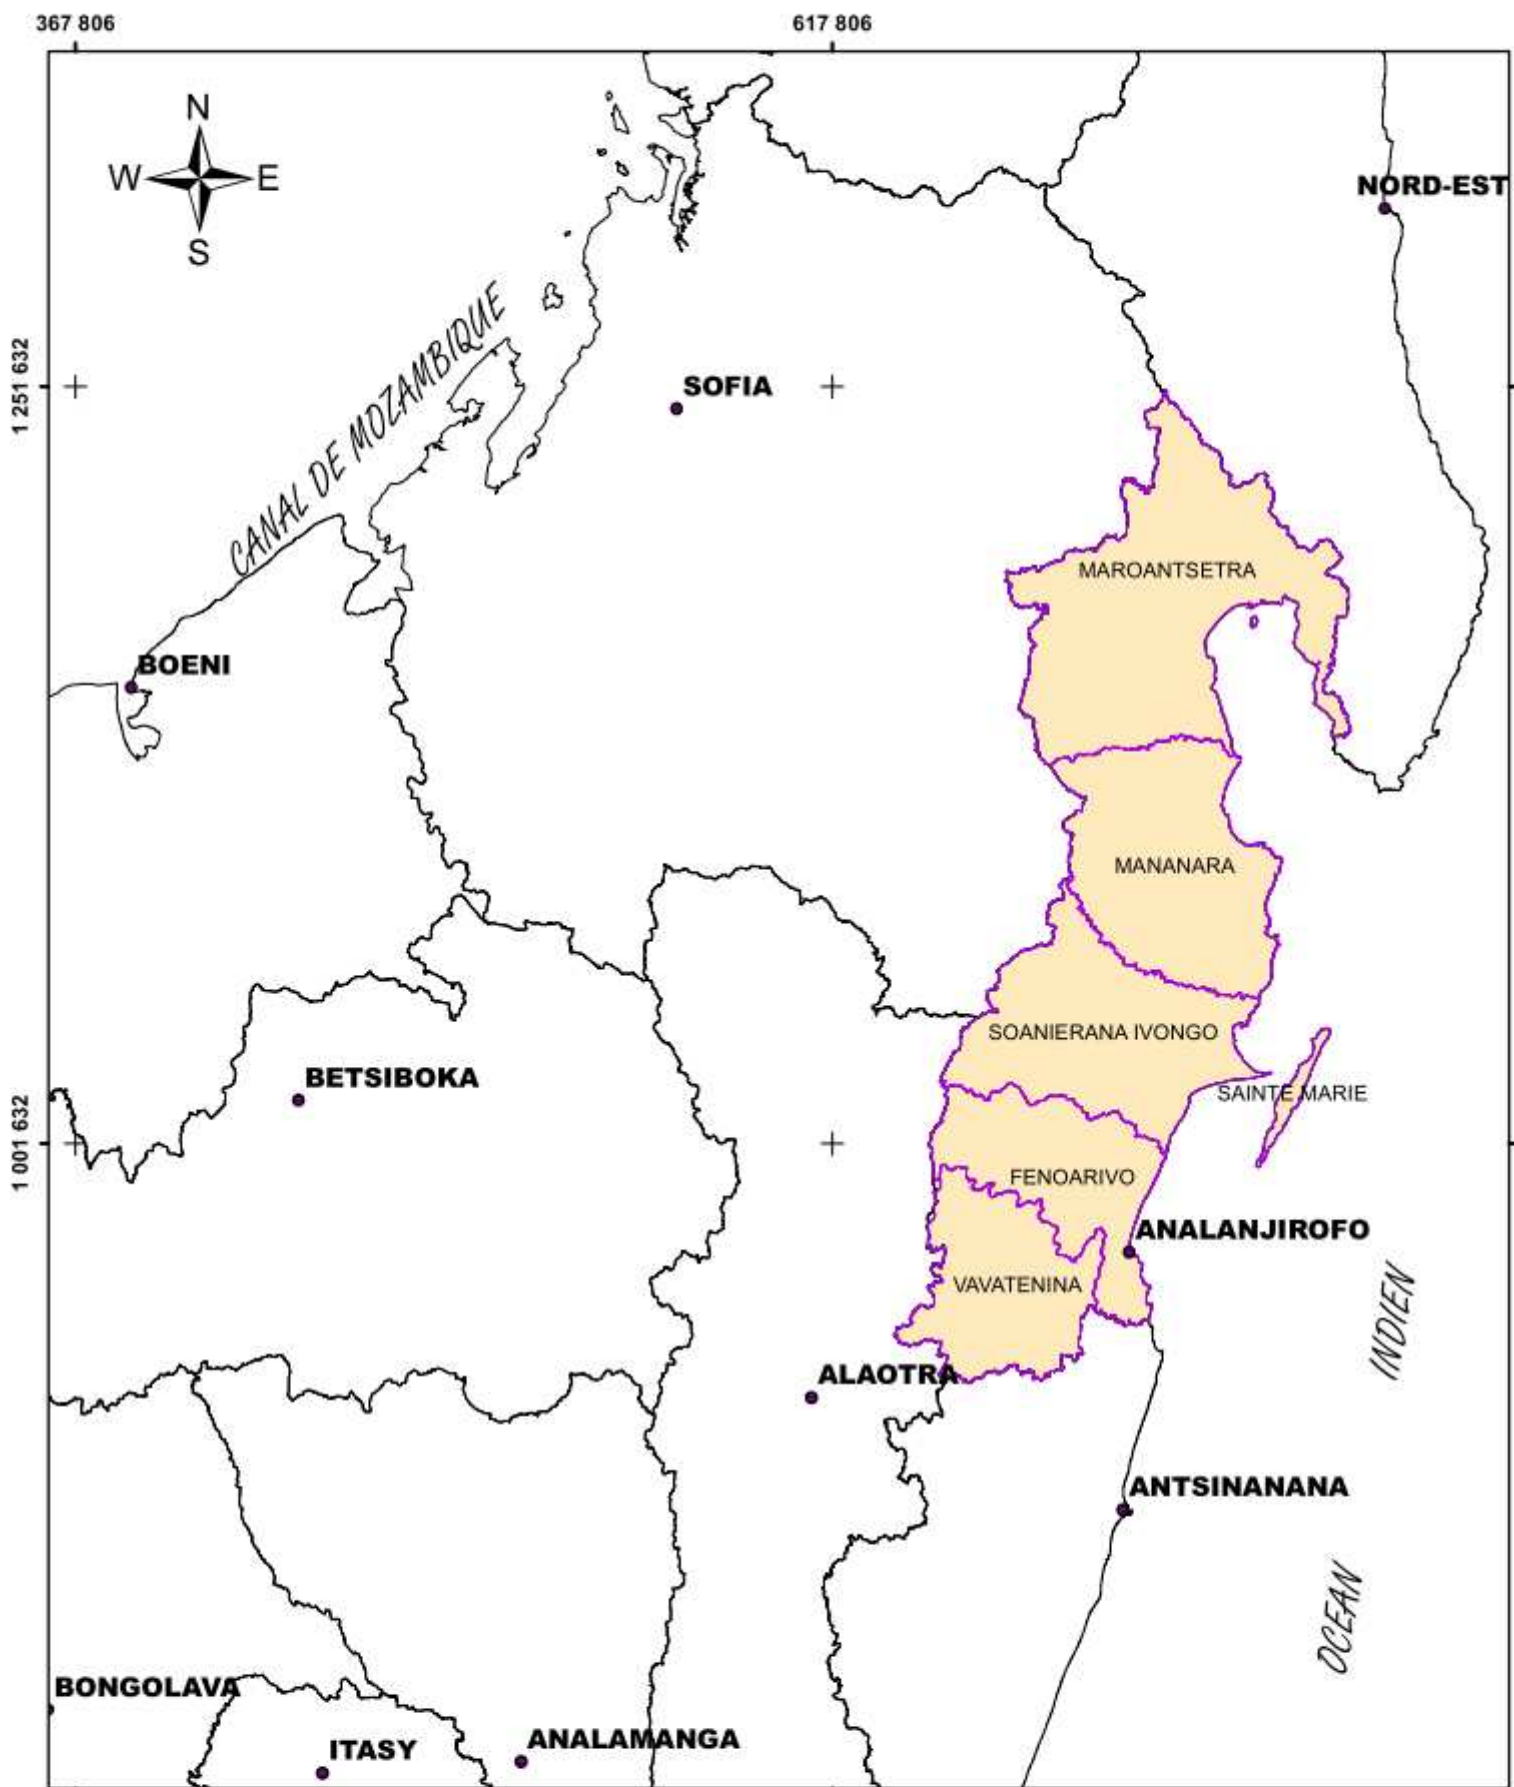 367 806
617 806
N
W
E
S
NORD-EST
1 251 632
SOFIA
CANAL DE MOZAMBIQUE
MAROANTSETRA
BOENI
MANANARA
SOANIERANA IVONGO
BETSIBOKA
SAINTE MARIE
1 001 632
FENOARIVO
ANALANJIROFO
VAVATENINA
INDIEN
ALAOTRA
ANTSINANANA
OCEAN
BONGOLAVA
ITASY
ANALAMANGA